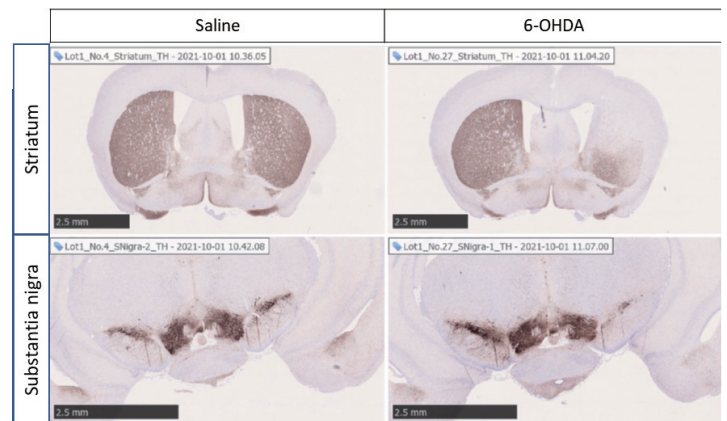 Saline
6-OHDA
Striatum
Lot1_No.4_Striatum_TH - 2021-10-01 10.36.05
Lot1_No.27_Striatum_TH - 2021-10-01 11.04.20
2.5 mm
2.5 mm
Substantia nigra
Lot1_No.4_SNigra-2_TH - 2021-10-01 10.42.08
Lot1_No.27_SNigra-1_TH - 2021-10-01 11.07.00
2.5 mm
2.5 mm